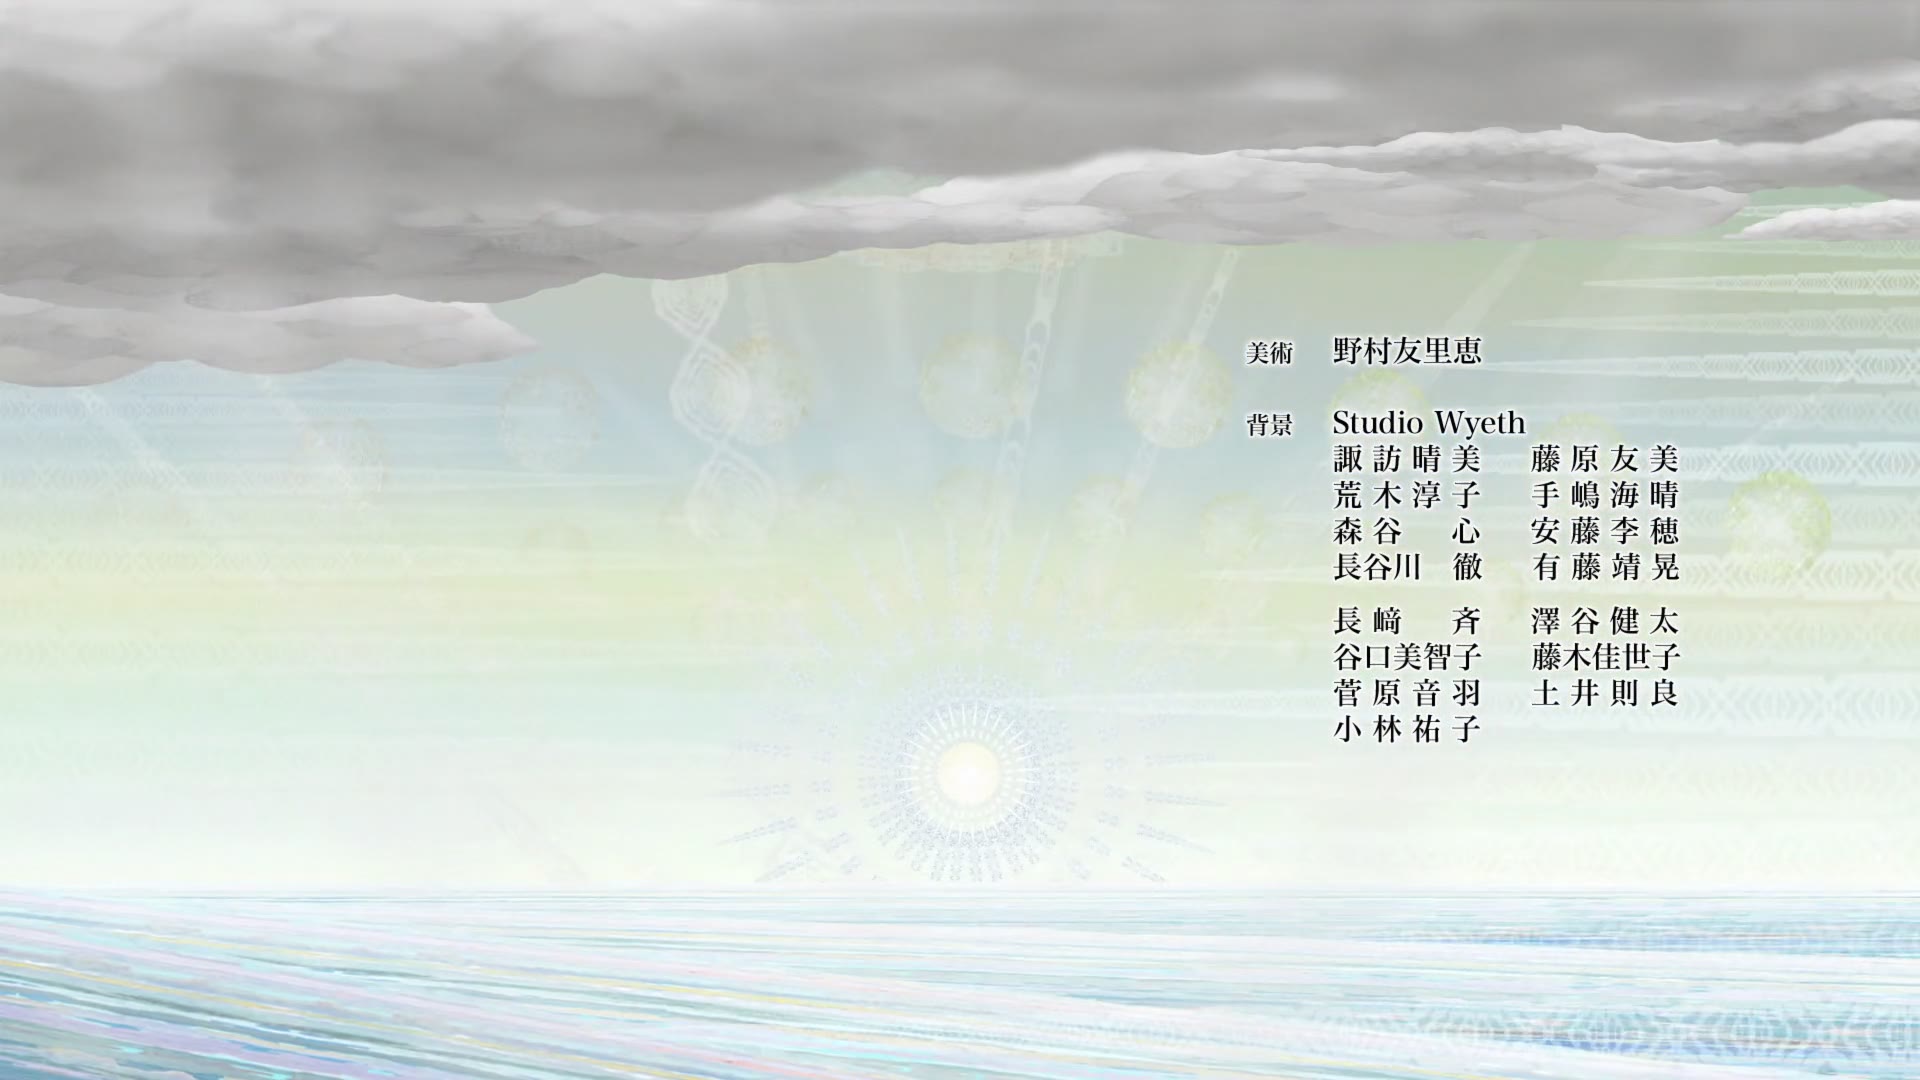 美術 野村友里恵
背景 Studio Wyeth
諏訪晴美 藤原友美
荒木淳子 手嶋海晴
森谷 心 安藤李穂
長谷川 徹 有藤靖晃
長﨑 斉 澤谷健太
谷口美智子 藤木佳世子
菅原音羽 土井則良
小林祐子